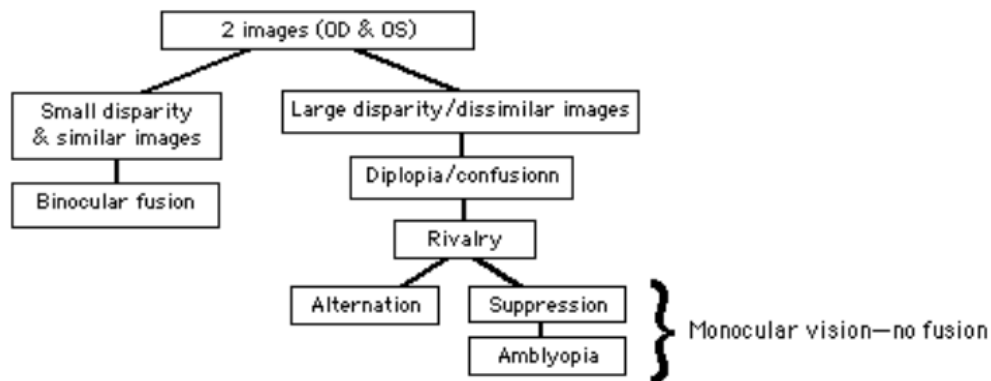 2 images (OD & OS)
Small disparity
& similar images
Large disparity/dissimilar images
Binocular fusion
Diplopia/confusionn
Rivalry
Alternation
Suppression
Amblyopia
Monocular vision—no fusion